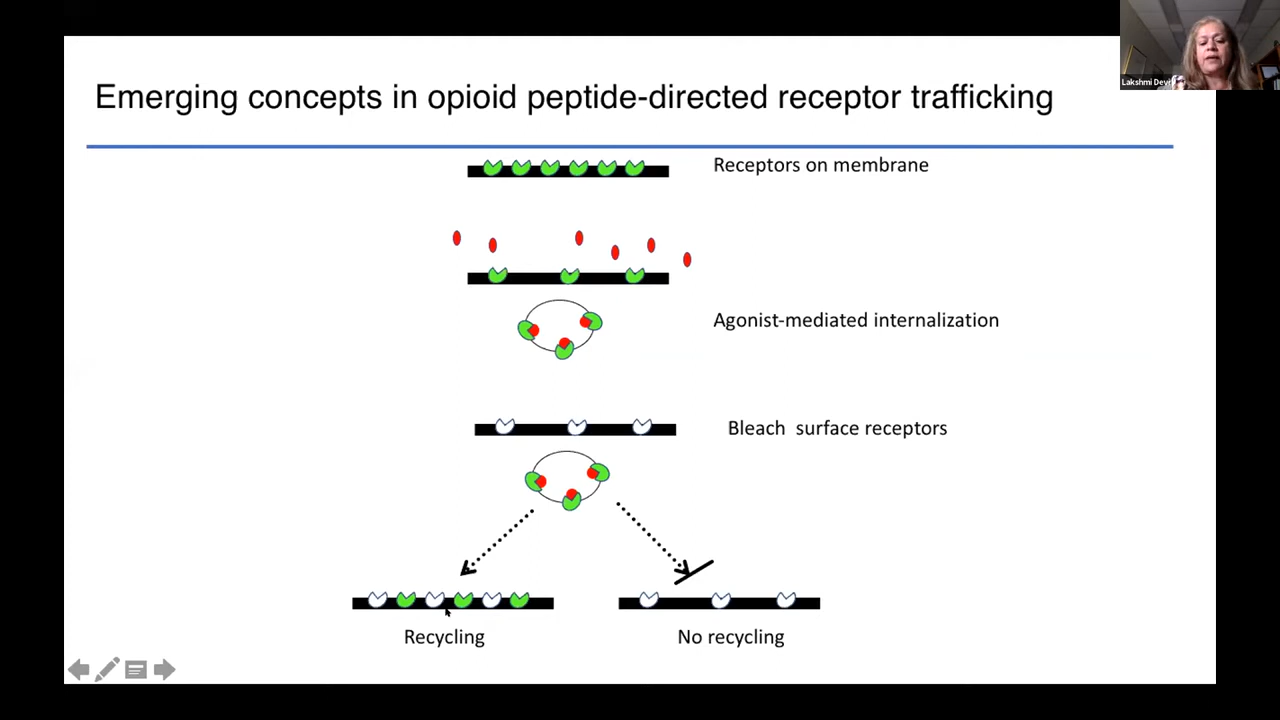 Lakshmi Devi
Emerging concepts in opioid peptide-directed receptor trafficking
Receptors on membrane
Agonist-mediated internalization
Bleach surface receptors
Recycling
No recycling